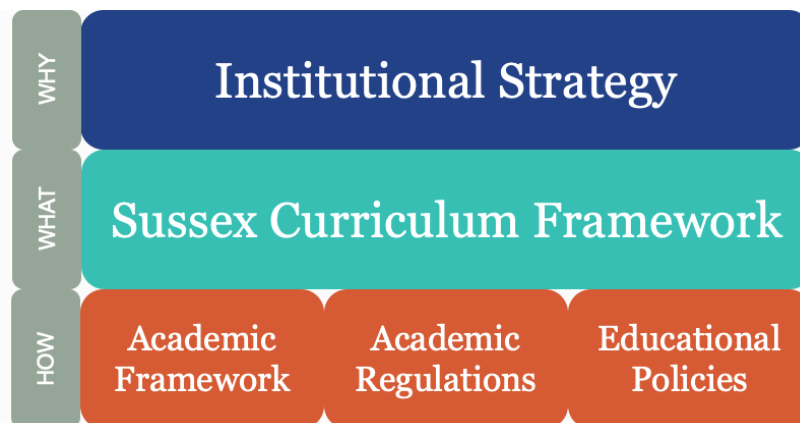 WHY
Institutional Strategy
WHAT
Sussex Curriculum Framework
HOW
Academic
Framework
Academic
Regulations
Educational
Policies